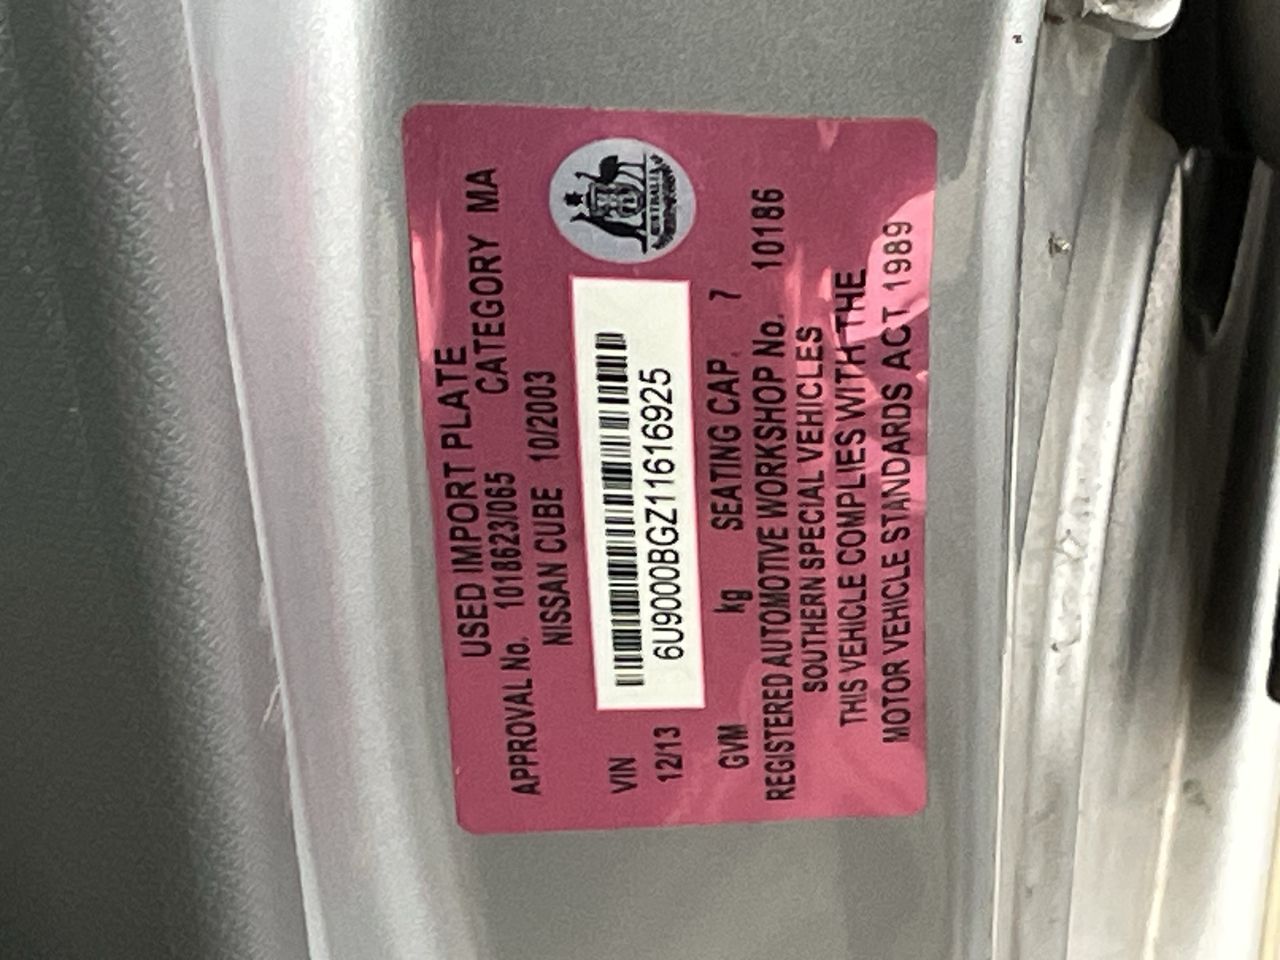 USED IMPORT PLATE
APPROVAL No. 1018623/065 CATEGORY MA
NISSAN CUBE 10/2003
VIN 6U9000BGZ11616925
12/13
GVM kg SEATING CAP. 7
REGISTERED AUTOMOTIVE WORKSHOP No. 10186
SOUTHERN SPECIAL VEHICLES
THIS VEHICLE COMPLIES WITH THE
MOTOR VEHICLE STANDARDS ACT 1989
AUSTRALIA